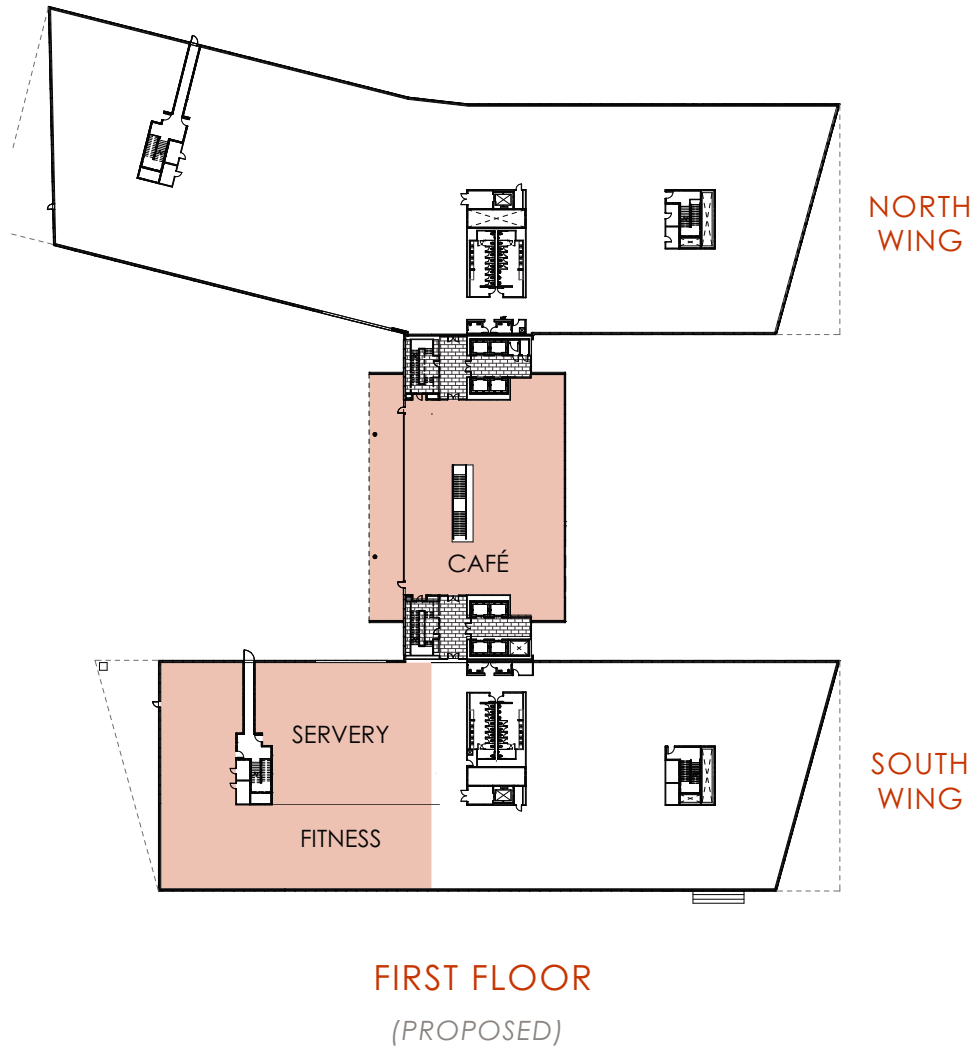 NORTH
WING
CAFÉ
SERVERY
SOUTH
WING
FITNESS
FIRST FLOOR
(PROPOSED)